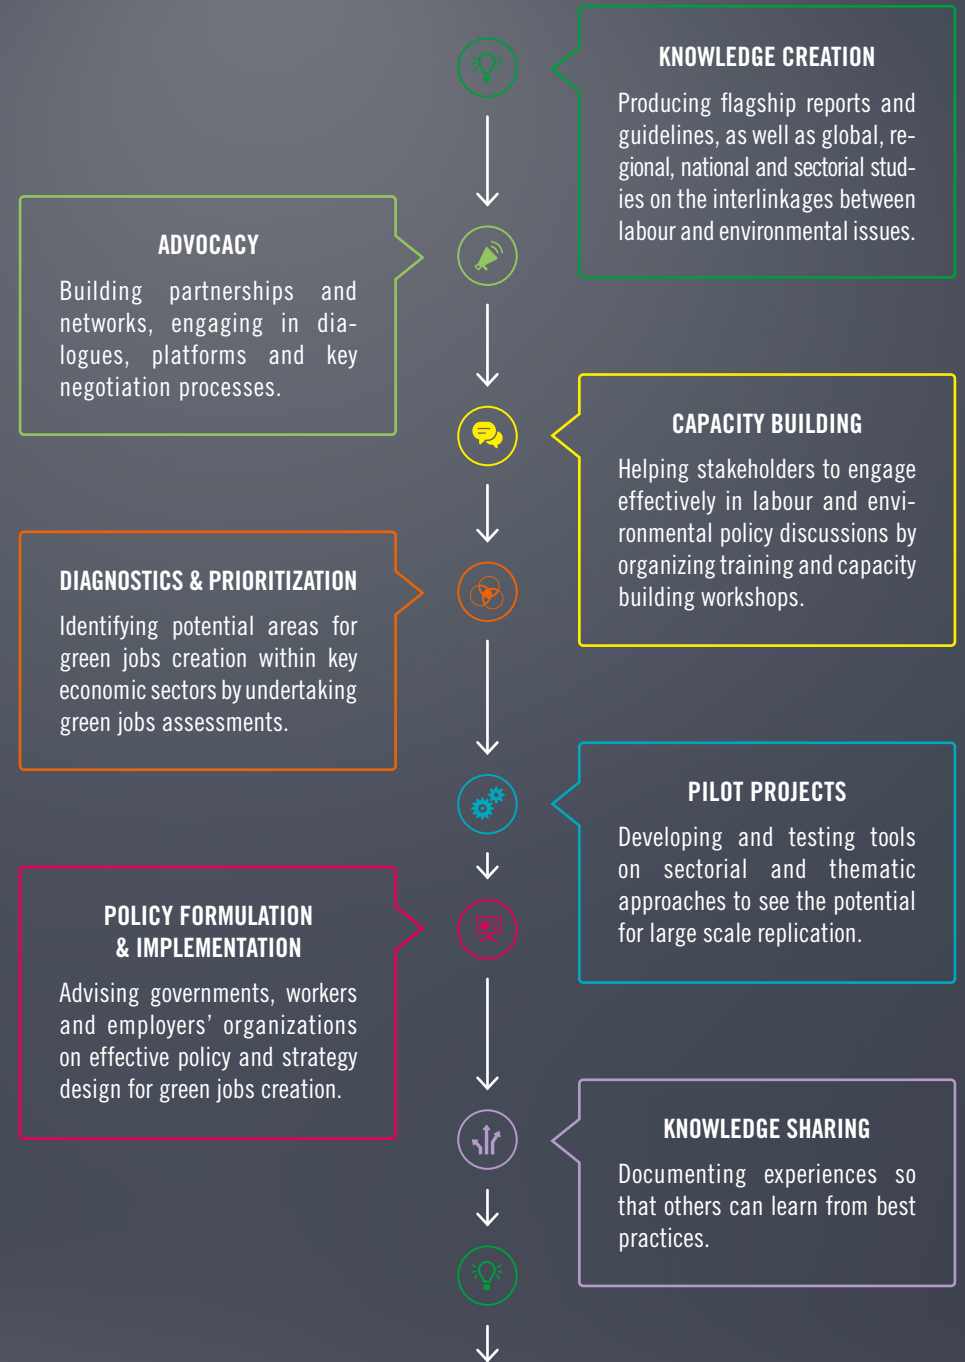 KNOWLEDGE CREATION
Producing flagship reports and
guidelines, as well as global, re-
gional, national and sectorial stud-
ies on the interlinkages between
labour and environmental issues.
ADVOCACY
Building partnerships and
networks, engaging in dia-
logues, platforms and key
negotiation processes.
CAPACITY BUILDING
Helping stakeholders to engage
effectively in labour and envi-
ronmental policy discussions by
organizing training and capacity
building workshops.
DIAGNOSTICS & PRIORITIZATION
Identifying potential areas for
green jobs creation within key
economic sectors by undertaking
green jobs assessments.
PILOT PROJECTS
Developing and testing tools
on sectorial and thematic
approaches to see the potential
for large scale replication.
POLICY FORMULATION
& IMPLEMENTATION
Advising governments, workers
and employers’ organizations
on effective policy and strategy
design for green jobs creation.
KNOWLEDGE SHARING
Documenting experiences so
that others can learn from best
practices.